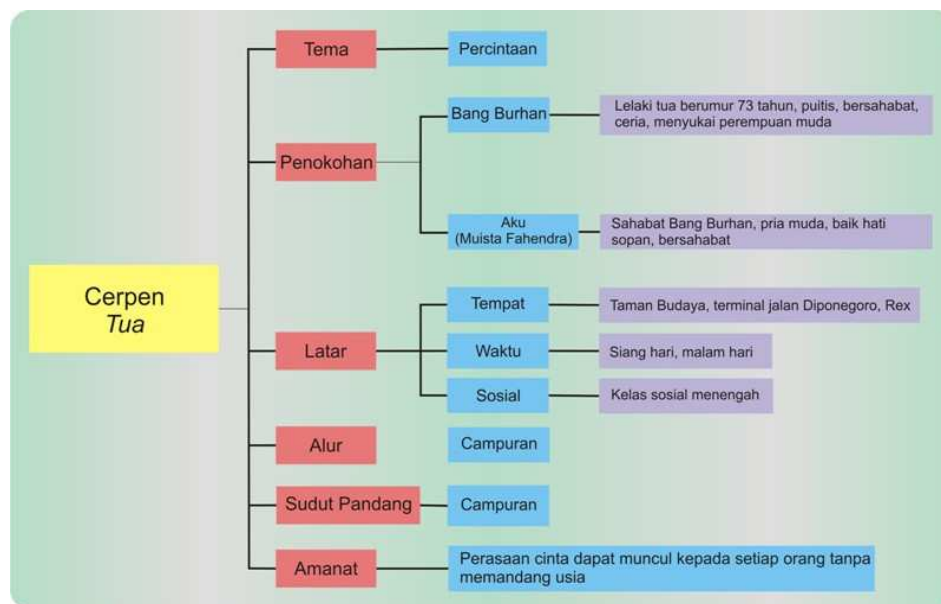 Tema
Percintaan
Penokohan
Bang Burhan
Lelaki tua berumur 73 tahun, puitis, bersahabat,
ceria, menyukai perempuan muda
Aku
(Muista Fahendra)
Sahabat Bang Burhan, pria muda, baik hati
sopan, bersahabat
Cerpen
Tua
Latar
Tempat
Taman Budaya, terminal jalan Diponegoro, Rex
Waktu
Siang hari, malam hari
Sosial
Kelas sosial menengah
Alur
Campuran
Sudut Pandang
Campuran
Amanat
Perasaan cinta dapat muncul kepada setiap orang tanpa
memandang usia